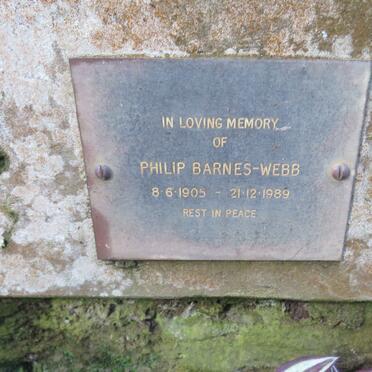 IN LOVING MEMORY
OF
PHILIP BARNES-WEBB
8·6·1905 - 21·12·1989
REST IN PEACE